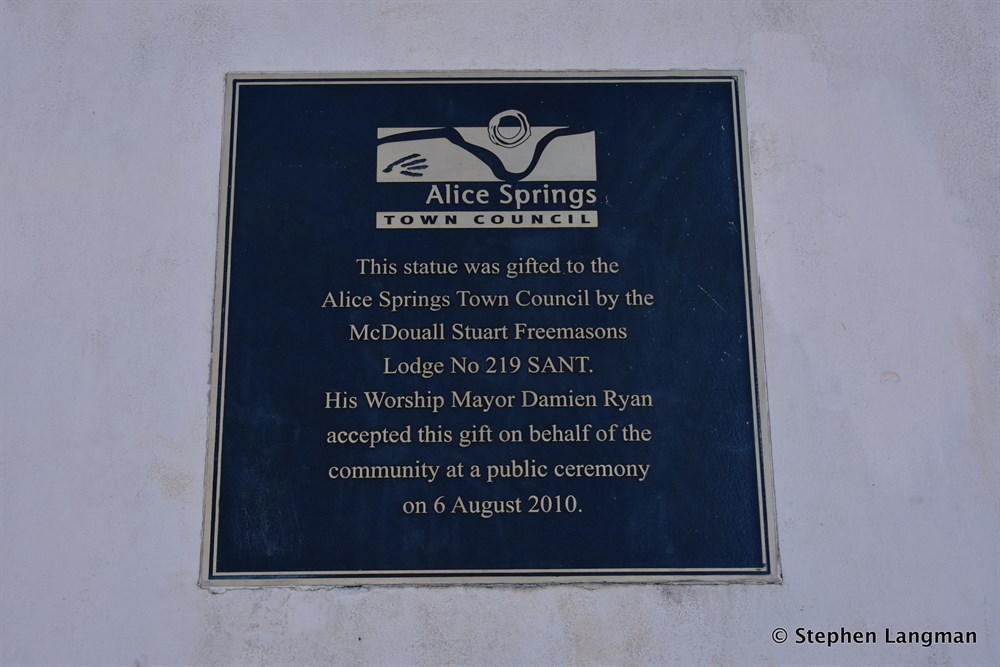 Alice Springs
TOWN COUNCIL
This statue was gifted to the
Alice Springs Town Council by the
McDouall Stuart Freemasons
Lodge No 219 SANT.
His Worship Mayor Damien Ryan
accepted this gift on behalf of the
community at a public ceremony
on 6 August 2010.
© Stephen Langman